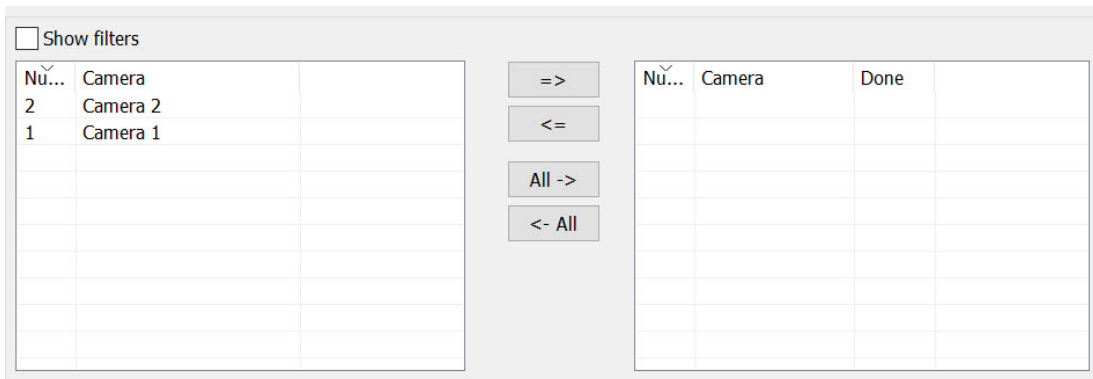 Show filters
Nu... Camera
2 Camera 2
1 Camera 1
=>
<=
All ->
<- All
Nu... Camera Done